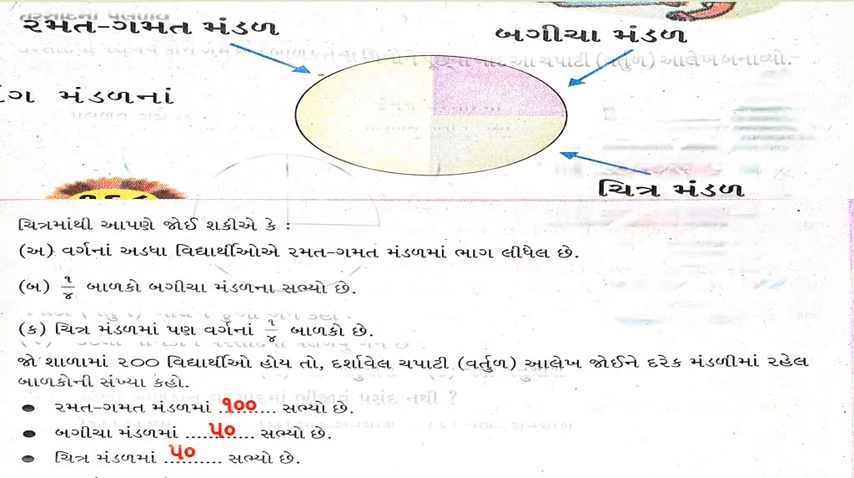 રમત-ગમત મંડળ
બગીચા મંડળ
ગ મંડળનાં
ચિત્ર મંડળ
ચિત્રમાંથી આપણે જોઈ શકીએ કે :
(અ) વર્ગનાં અડધા વિદ્યાર્થીઓએ રમત-ગમત મંડળમાં ભાગ લીધેલ છે.
(બ) ૧/૪ બાળકો બગીચા મંડળના સભ્યો છે.
(ક) ચિત્ર મંડળમાં પણ વર્ગનાં ૧/૪ બાળકો છે.
જો શાળામાં ૨૦૦ વિદ્યાર્થીઓ હોય તો, દર્શાવેલ ચપાટી (વર્તુળ) આલેખ જોઈને દરેક મંડળીમાં રહેલ
બાળકોની સંખ્યા કહો.
● રમત-ગમત મંડળમાં ..૧૦૦.... સભ્યો છે.
● બગીચા મંડળમાં ....૫૦..... સભ્યો છે.
● ચિત્ર મંડળમાં ..૫૦..... સભ્યો છે.